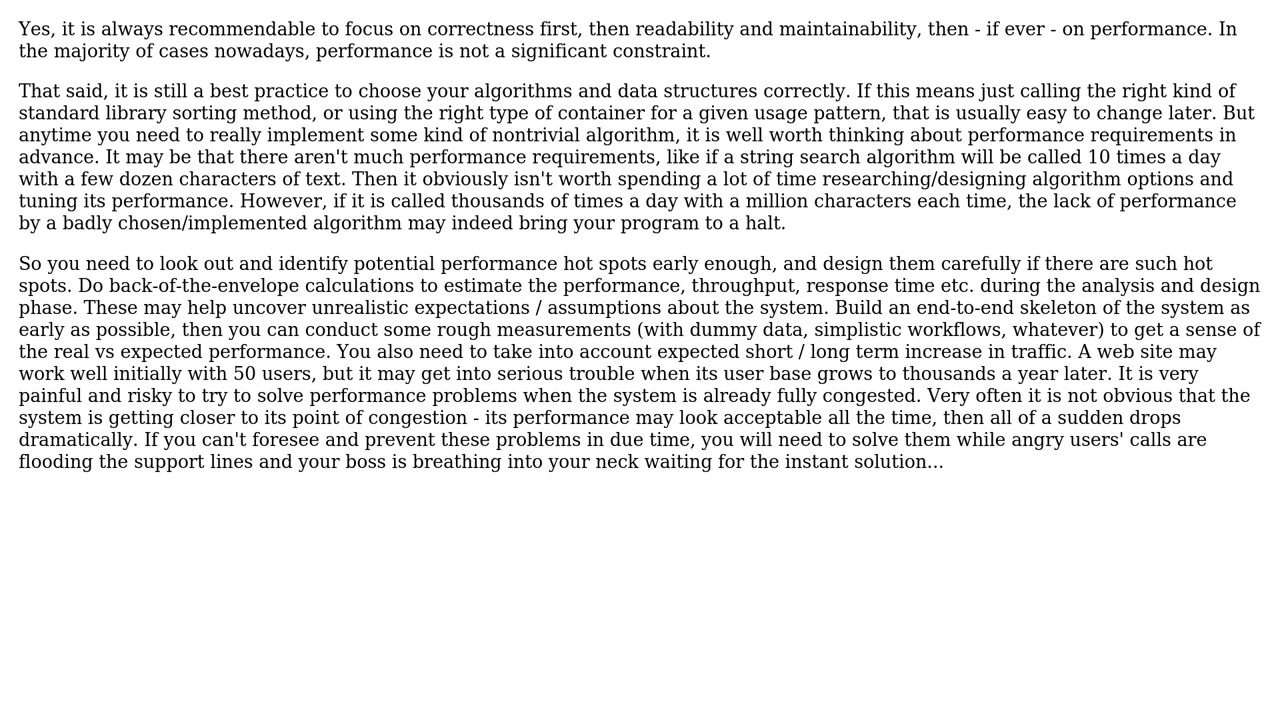 Yes, it is always recommendable to focus on correctness first, then readability and maintainability, then - if ever - on performance. In
the majority of cases nowadays, performance is not a significant constraint.
That said, it is still a best practice to choose your algorithms and data structures correctly. If this means just calling the right kind of
standard library sorting method, or using the right type of container for a given usage pattern, that is usually easy to change later. But
anytime you need to really implement some kind of nontrivial algorithm, it is well worth thinking about performance requirements in
advance. It may be that there aren't much performance requirements, like if a string search algorithm will be called 10 times a day
with a few dozen characters of text. Then it obviously isn't worth spending a lot of time researching/designing algorithm options and
tuning its performance. However, if it is called thousands of times a day with a million characters each time, the lack of performance
by a badly chosen/implemented algorithm may indeed bring your program to a halt.
So you need to look out and identify potential performance hot spots early enough, and design them carefully if there are such hot
spots. Do back-of-the-envelope calculations to estimate the performance, throughput, response time etc. during the analysis and design
phase. These may help uncover unrealistic expectations / assumptions about the system. Build an end-to-end skeleton of the system as
early as possible, then you can conduct some rough measurements (with dummy data, simplistic workflows, whatever) to get a sense of
the real vs expected performance. You also need to take into account expected short / long term increase in traffic. A web site may
work well initially with 50 users, but it may get into serious trouble when its user base grows to thousands a year later. It is very
painful and risky to try to solve performance problems when the system is already fully congested. Very often it is not obvious that the
system is getting closer to its point of congestion - its performance may look acceptable all the time, then all of a sudden drops
dramatically. If you can't foresee and prevent these problems in due time, you will need to solve them while angry users' calls are
flooding the support lines and your boss is breathing into your neck waiting for the instant solution...